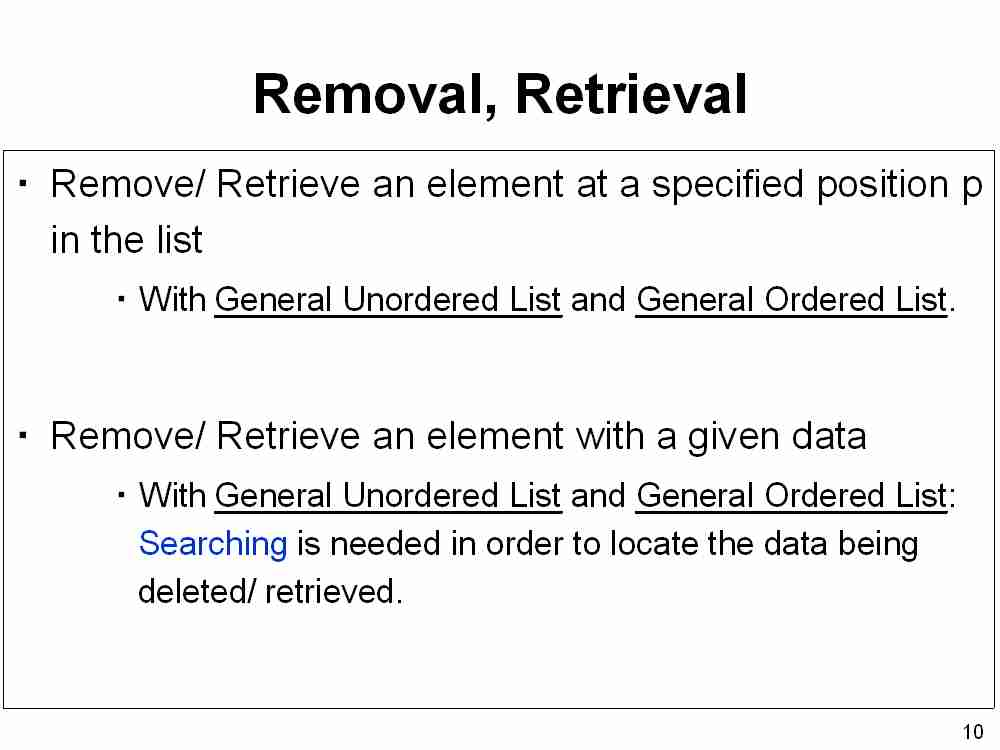 Removal, Retrieval
▪ Remove/ Retrieve an element at a specified position p
in the list
▪ With General Unordered List and General Ordered List.
▪ Remove/ Retrieve an element with a given data
▪ With General Unordered List and General Ordered List:
Searching is needed in order to locate the data being
deleted/ retrieved.
10